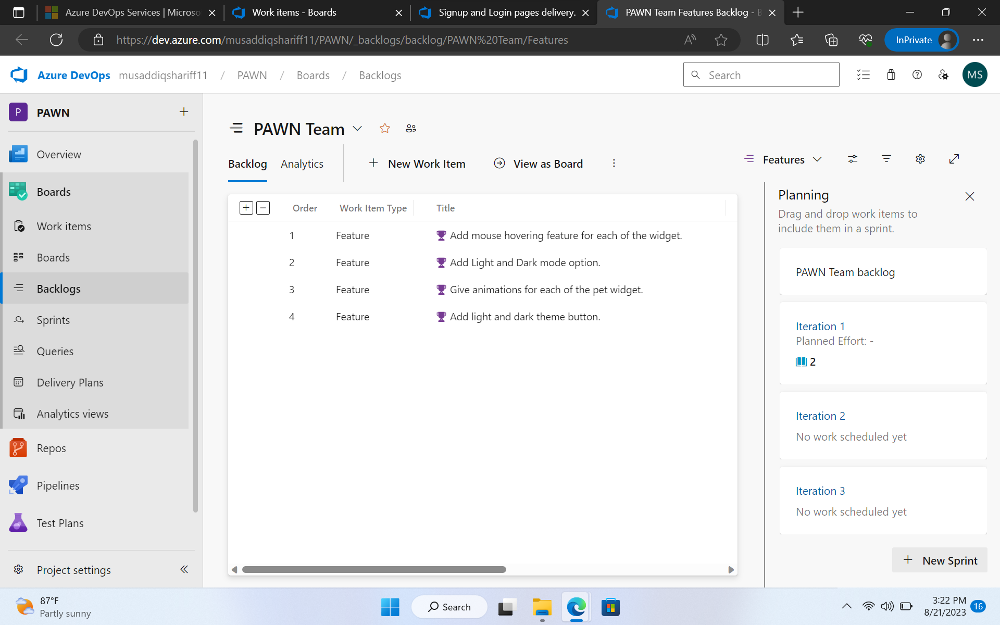 Azure DevOps Services | Microso
Work items - Boards
Signup and Login pages delivery.
PAWN Team Features Backlog - B
https://dev.azure.com/musaddiqshariff11/PAWN/_backlogs/backlog/PAWN%20Team/Features
InPrivate
Azure DevOps musaddiqshariff11 / PAWN / Boards / Backlogs
Search
MS
P PAWN
Overview
Boards
Work items
Boards
Backlogs
Sprints
Queries
Delivery Plans
Analytics views
Repos
Pipelines
Test Plans
Project settings
PAWN Team
Backlog Analytics New Work Item View as Board
Features
Order Work Item Type Title
1 Feature Add mouse hovering feature for each of the widget.
2 Feature Add Light and Dark mode option.
3 Feature Give animations for each of the pet widget.
4 Feature Add light and dark theme button.
Planning
Drag and drop work items to
include them in a sprint.
PAWN Team backlog
Iteration 1
Planned Effort: -
2
Iteration 2
No work scheduled yet
Iteration 3
No work scheduled yet
New Sprint
87°F
Partly sunny
Search
3:22 PM
8/21/2023
16